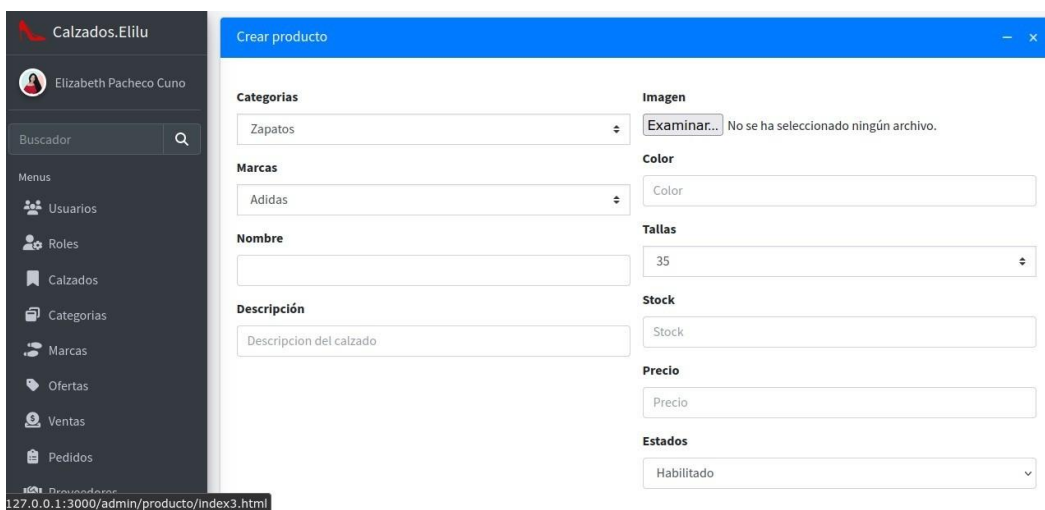 Calzados.Elilu
Elizabeth Pacheco Cuno
Buscador
Menus
Usuarios
Roles
Calzados
Categorias
Marcas
Ofertas
Ventas
Pedidos
Proveedores
127.0.0.1:3000/admin/producto/index3.html
Crear producto
Categorias
Zapatos
Marcas
Adidas
Nombre
Descripción
Descripcion del calzado
Imagen
Examinar... No se ha seleccionado ningún archivo.
Color
Color
Tallas
35
Stock
Stock
Precio
Precio
Estados
Habilitado